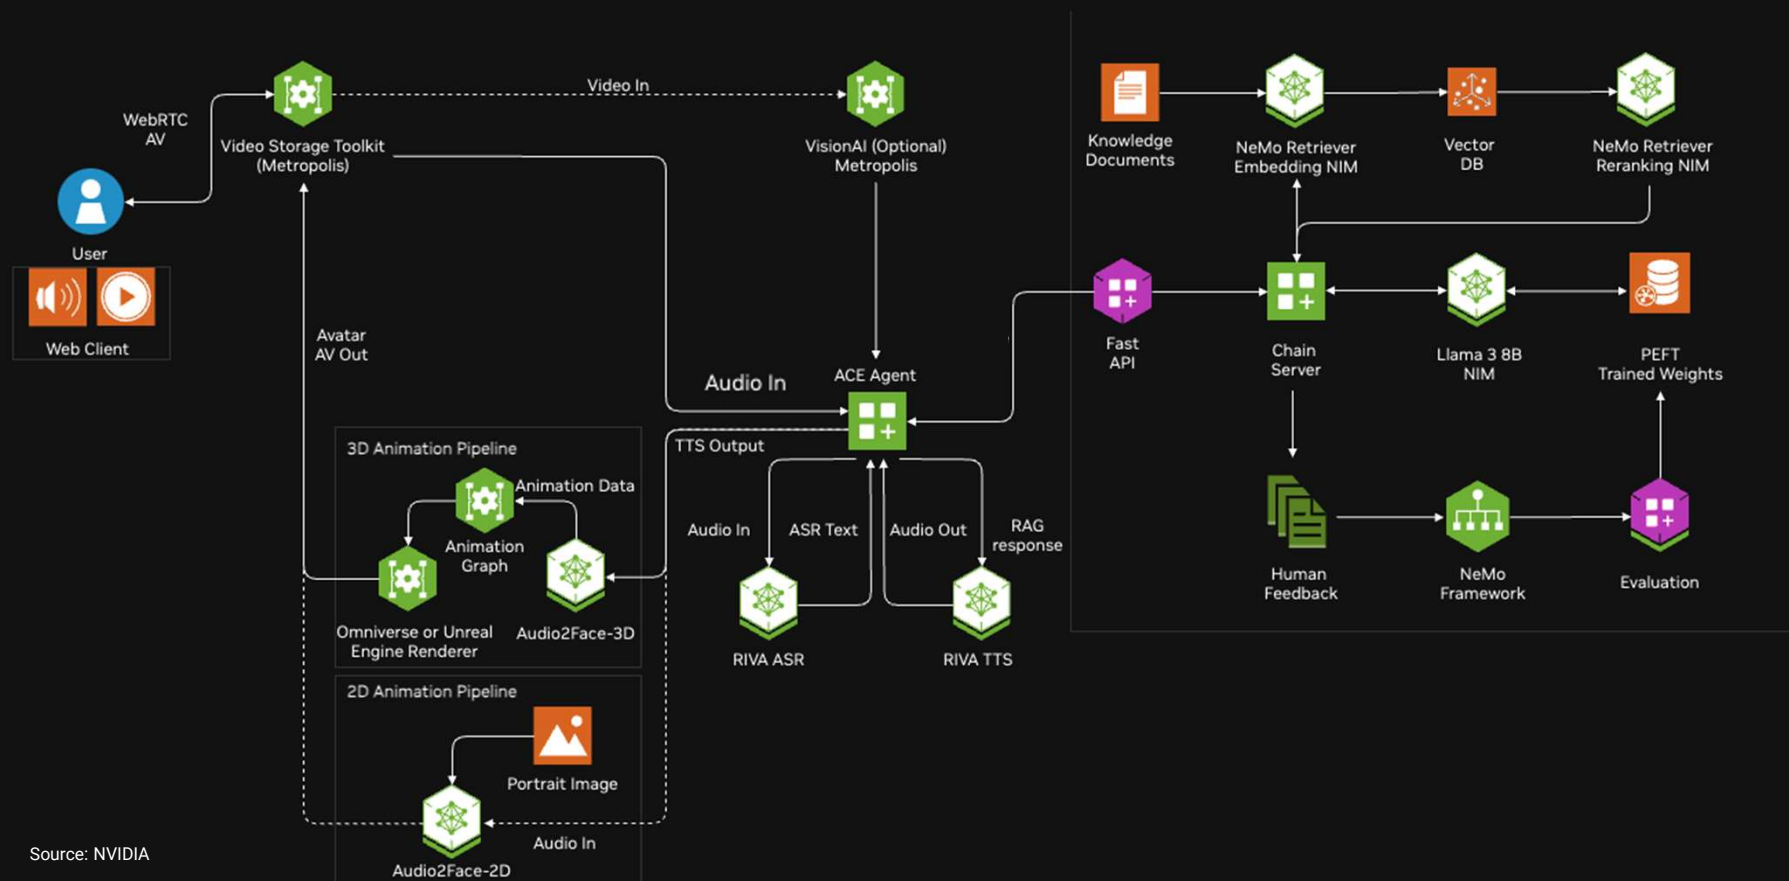 WebRTC
AV
Video Storage Toolkit
(Metropolis)
Video In
VisionAI (Optional)
Metropolis
User
Web Client
Avatar
AV Out
Audio In
ACE Agent
TTS Output
3D Animation Pipeline
Animation Data
Animation
Graph
Omniverse or Unreal
Engine Renderer
Audio2Face-3D
Audio In
ASR Text
Audio Out
RAG
response
RIVA ASR
RIVA TTS
2D Animation Pipeline
Portrait Image
Audio In
Audio2Face-2D
Knowledge
Documents
NeMo Retriever
Embedding NIM
Vector
DB
NeMo Retriever
Reranking NIM
Fast
API
Chain
Server
Llama 3 8B
NIM
PEFT
Trained Weights
Human
Feedback
NeMo
Framework
Evaluation
Source: NVIDIA